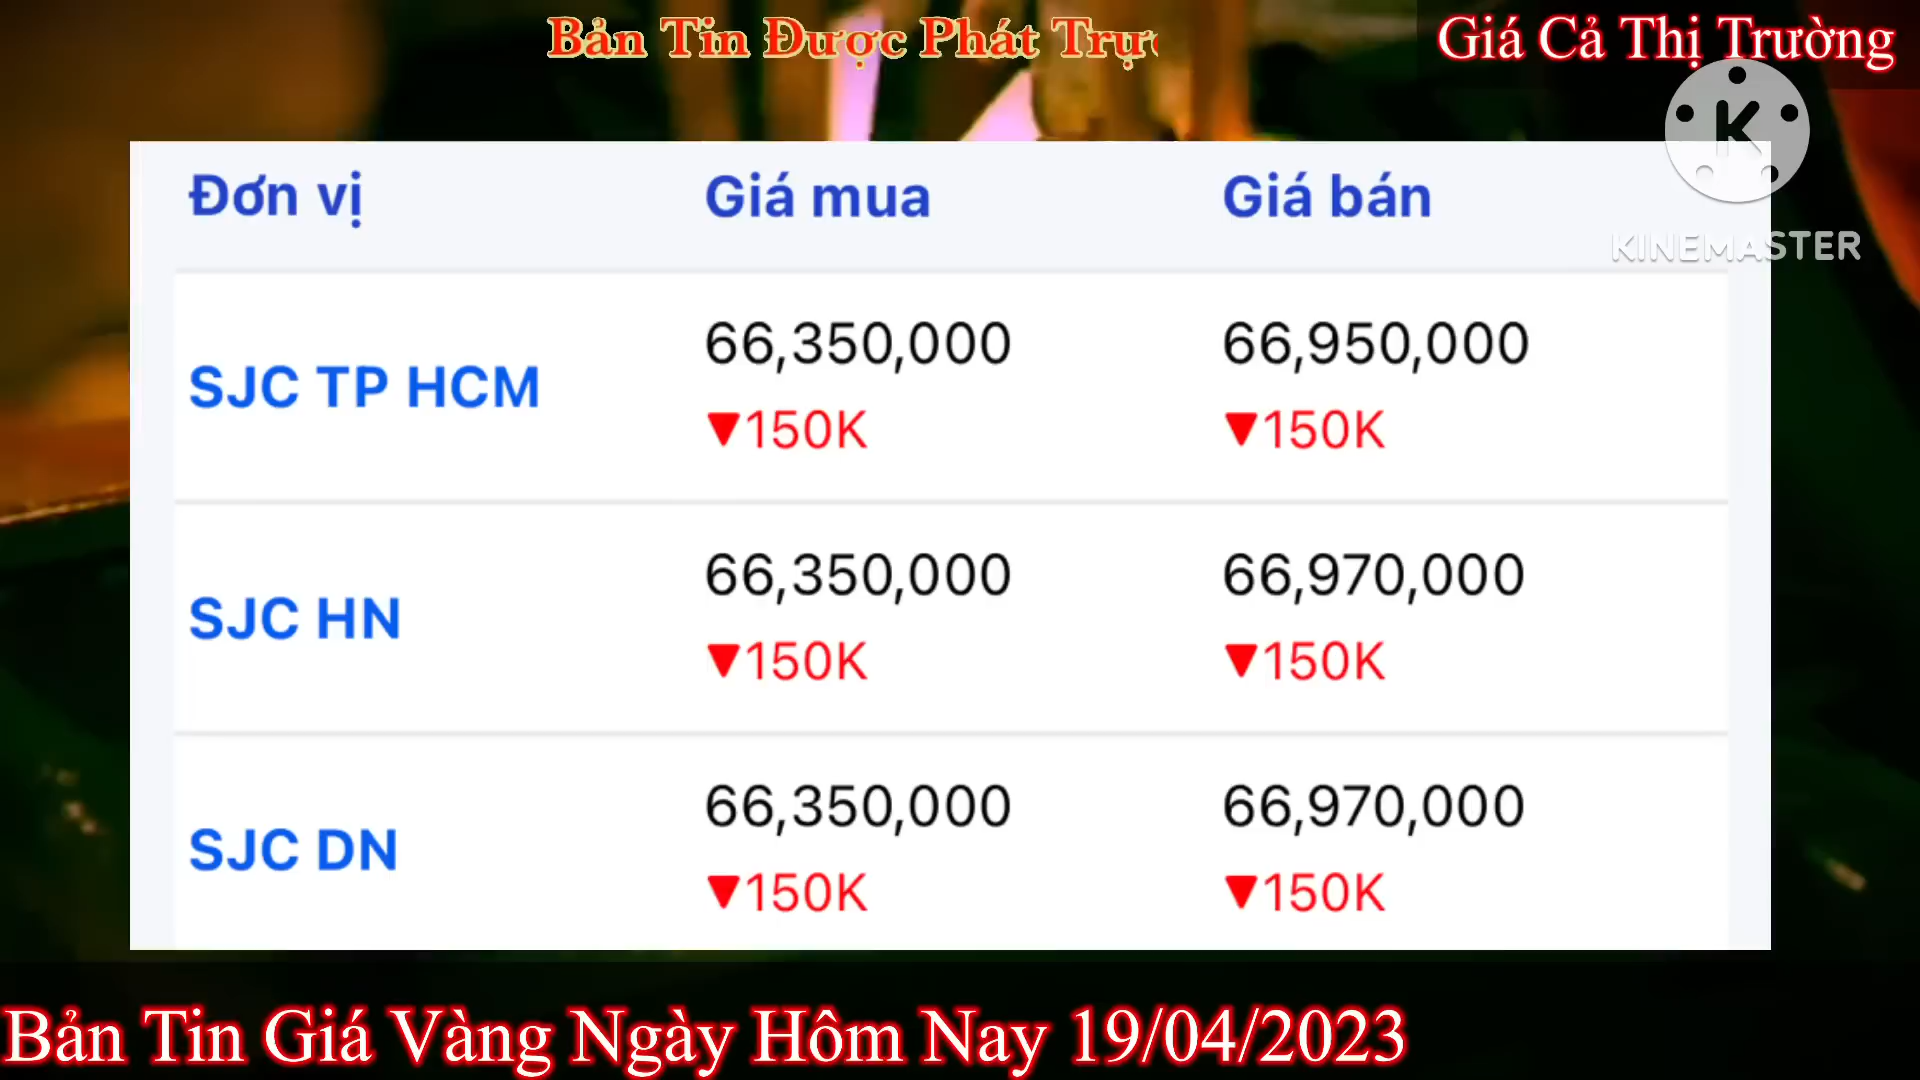 Bản Tin Được Phát Trực
Giá Cả Thị Trường
K
KINEMASTER
Đơn vị Giá mua Giá bán
66,350,000 66,950,000
SJC TP HCM
▼150K ▼150K
66,350,000 66,970,000
SJC HN
▼150K ▼150K
66,350,000 66,970,000
SJC DN
▼150K ▼150K
Bản Tin Giá Vàng Ngày Hôm Nay 19/04/2023